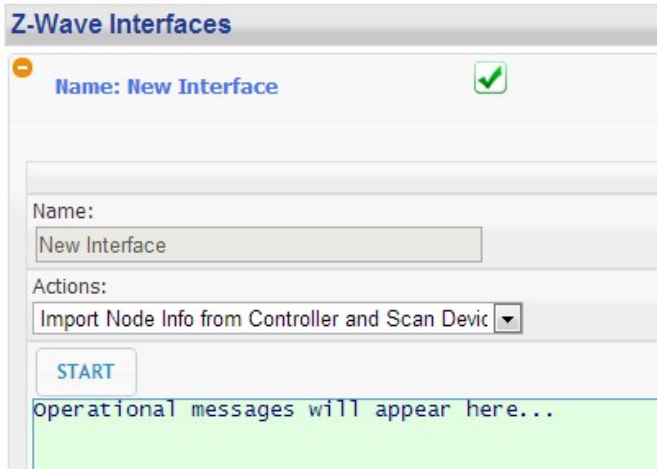 Z-Wave Interfaces
Name: New Interface
Name:
New Interface
Actions:
Import Node Info from Controller and Scan Devic
START
Operational messages will appear here...